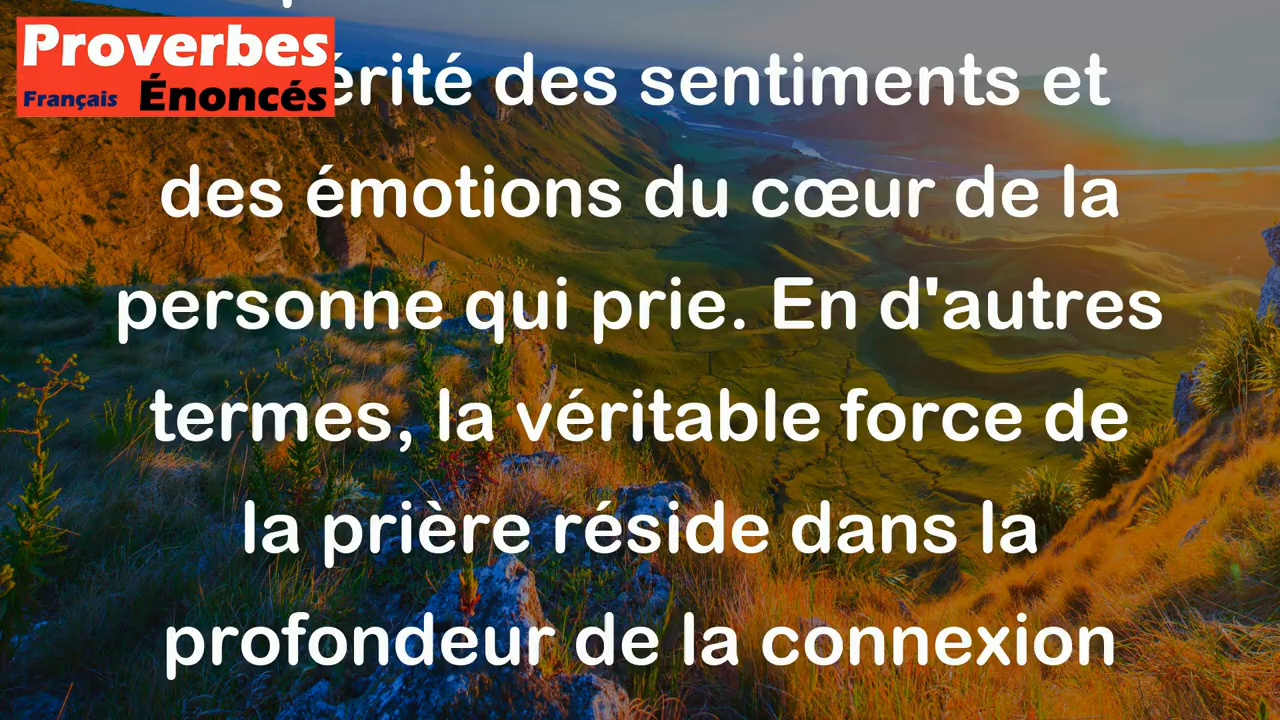 Proverbes
Français Énoncés
érité des sentiments et
des émotions du cœur de la
personne qui prie. En d'autres
termes, la véritable force de
la prière réside dans la
profondeur de la connexion